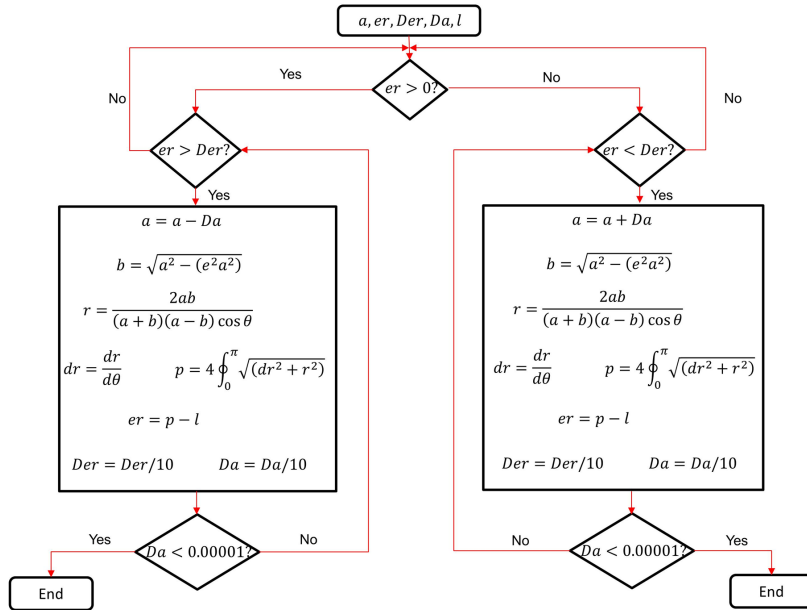 a, er, Der, Da, l
Yes
er > 0?
No
No
er > Der?
Yes
No
er < Der?
Yes
a = a − Da
b = √(a² − (e²a²))
r = 2ab / ((a + b)(a − b) cos θ)
dr = dr/dθ p = 4 ∮₀^π √((dr² + r²))
er = p − l
Der = Der/10 Da = Da/10
a = a + Da
b = √(a² − (e²a²))
r = 2ab / ((a + b)(a − b) cos θ)
dr = dr/dθ p = 4 ∮₀^π √((dr² + r²))
er = p − l
Der = Der/10 Da = Da/10
Yes
Da < 0.00001?
No
End
No
Da < 0.00001?
Yes
End